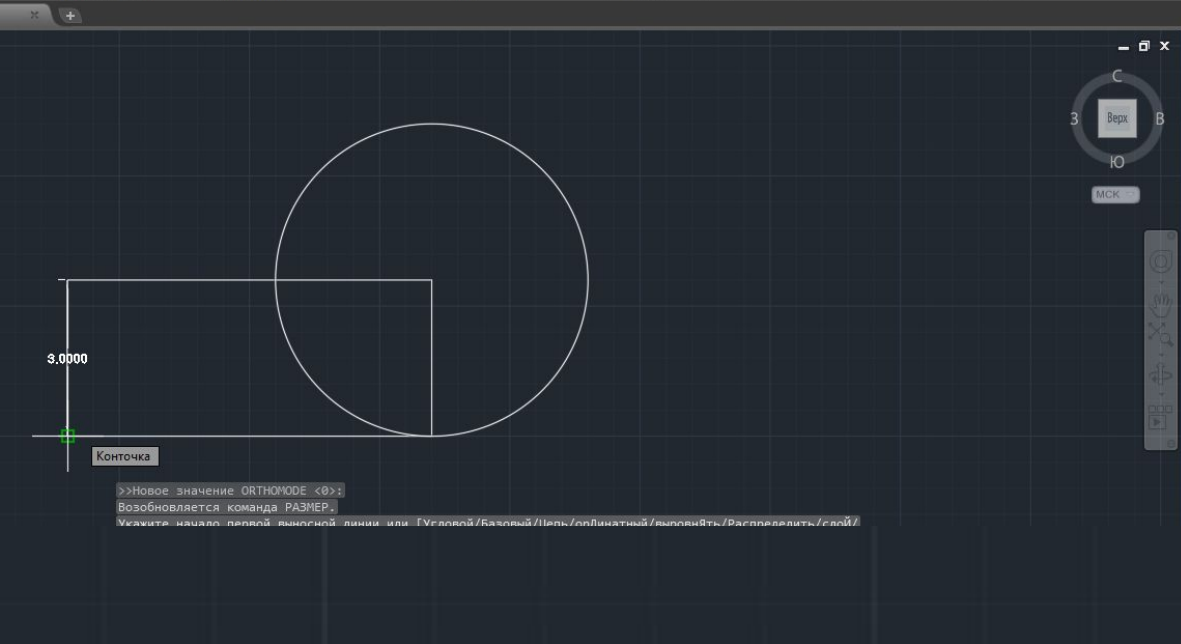 С
З
Верх
В
Ю
МСК
3.0000
Конточка
>>Новое значение ORTHOMODE <0>:
Возобновляется команда РАЗМЕР.
Укажите начало первой выносной линии или [Угловой/Базовый/Цепь/орДинатный/выровнЯть/Распределить/слоЙ/